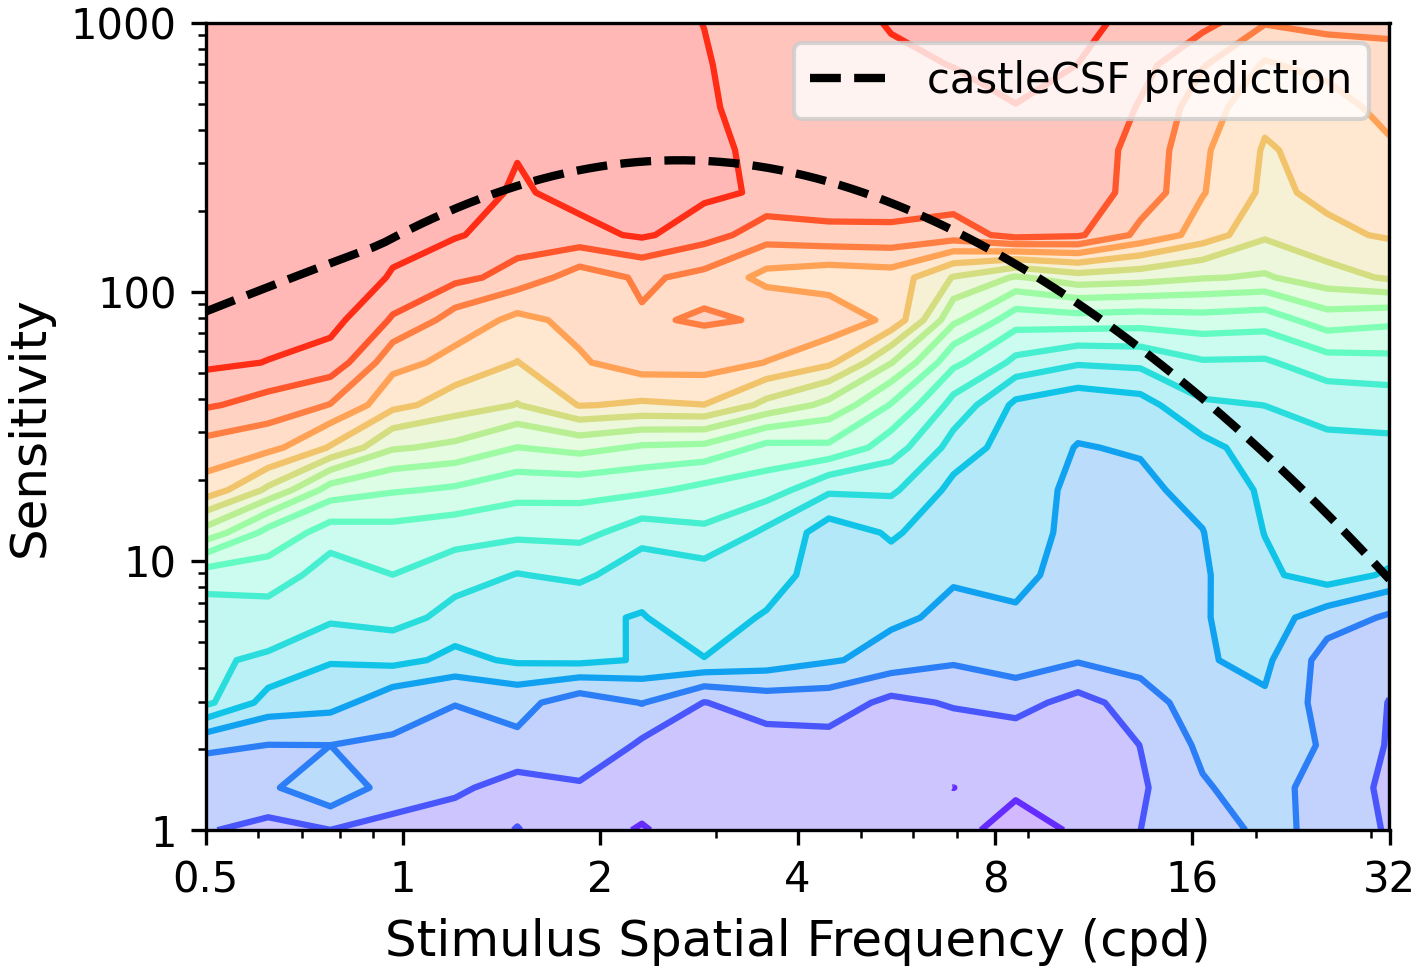 1000
100
10
1
Sensitivity
castleCSF prediction
0.5 1 2 4 8 16 32
Stimulus Spatial Frequency (cpd)